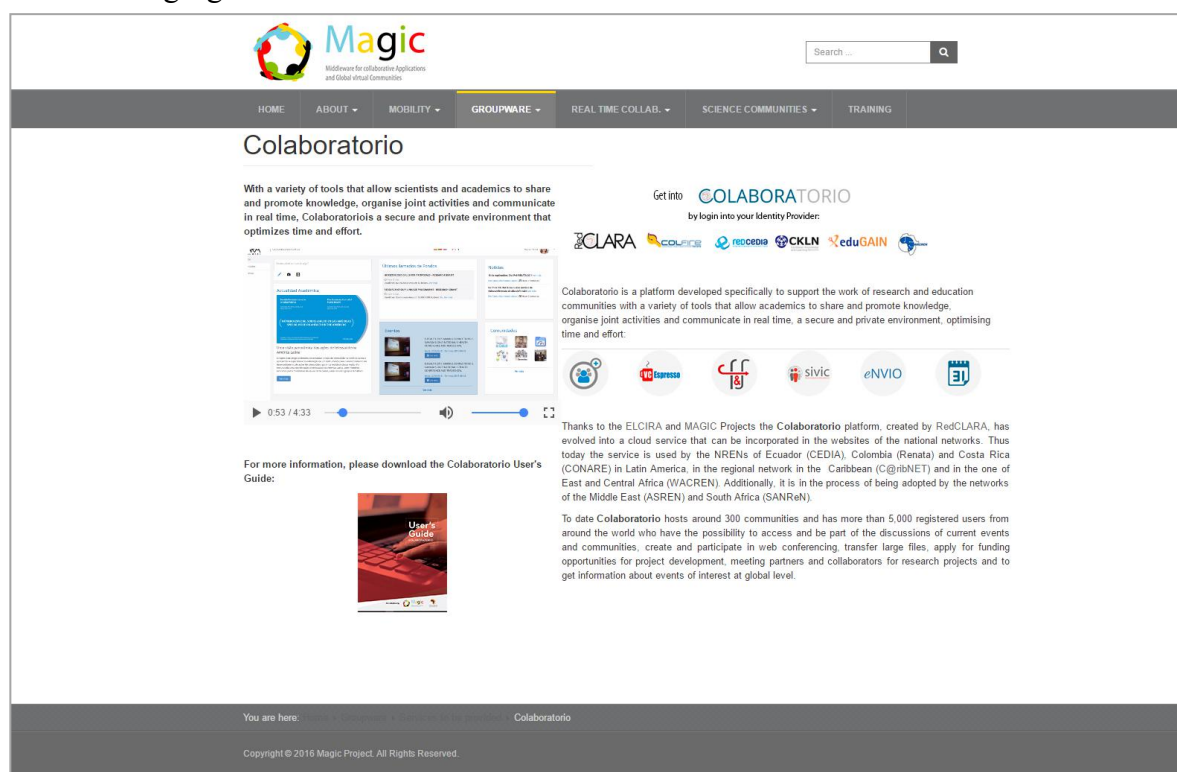 Magic
Middleware for collaborative Applications
and Global virtual Communities
Search ...
HOME
ABOUT
MOBILITY
GROUPWARE
REAL TIME COLLAB.
SCIENCE COMMUNITIES
TRAINING
Colaboratorio
With a variety of tools that allow scientists and academics to share
and promote knowledge, organise joint activities and communicate
in real time, Colaboratoriois a secure and private environment that
optimizes time and effort.
Actualidad Académica
0:53 / 4:33
For more information, please download the Colaboratorio User's
Guide:
User's
Guide
Magic
Get into COLABORATORIO
by login into your Identity Provider:
RedCLARA COLFIRE redCEDIA CKLN eduGAIN
Colaboratorio is a platform developed specifically to support the work of research and education
communities with a variety of tools that allow academics to share and promote knowledge,
organise joint activities and communicate in real time, a secure and private environment, optimising
time and effort:
VC Espresso
sivic
eNVIO
31
Thanks to the ELCIRA and MAGIC Projects the Colaboratorio platform, created by RedCLARA, has
evolved into a cloud service that can be incorporated in the websites of the national networks. Thus
today the service is used by the NRENs of Ecuador (CEDIA), Colombia (Renata) and Costa Rica
(CONARE) in Latin America, in the regional network in the Caribbean (C@ribNET) and in the one of
East and Central Africa (WACREN). Additionally, it is in the process of being adopted by the networks
of the Middle East (ASREN) and South Africa (SANReN).
To date Colaboratorio hosts around 300 communities and has more than 5,000 registered users from
around the world who have the possibility to access and be part of the discussions of current events
and communities, create and participate in web conferencing, transfer large files, apply for funding
opportunities for project development, meeting partners and collaborators for research projects and to
get information about events of interest at global level.
You are here:
Colaboratorio
Copyright © 2016 Magic Project. All Rights Reserved.